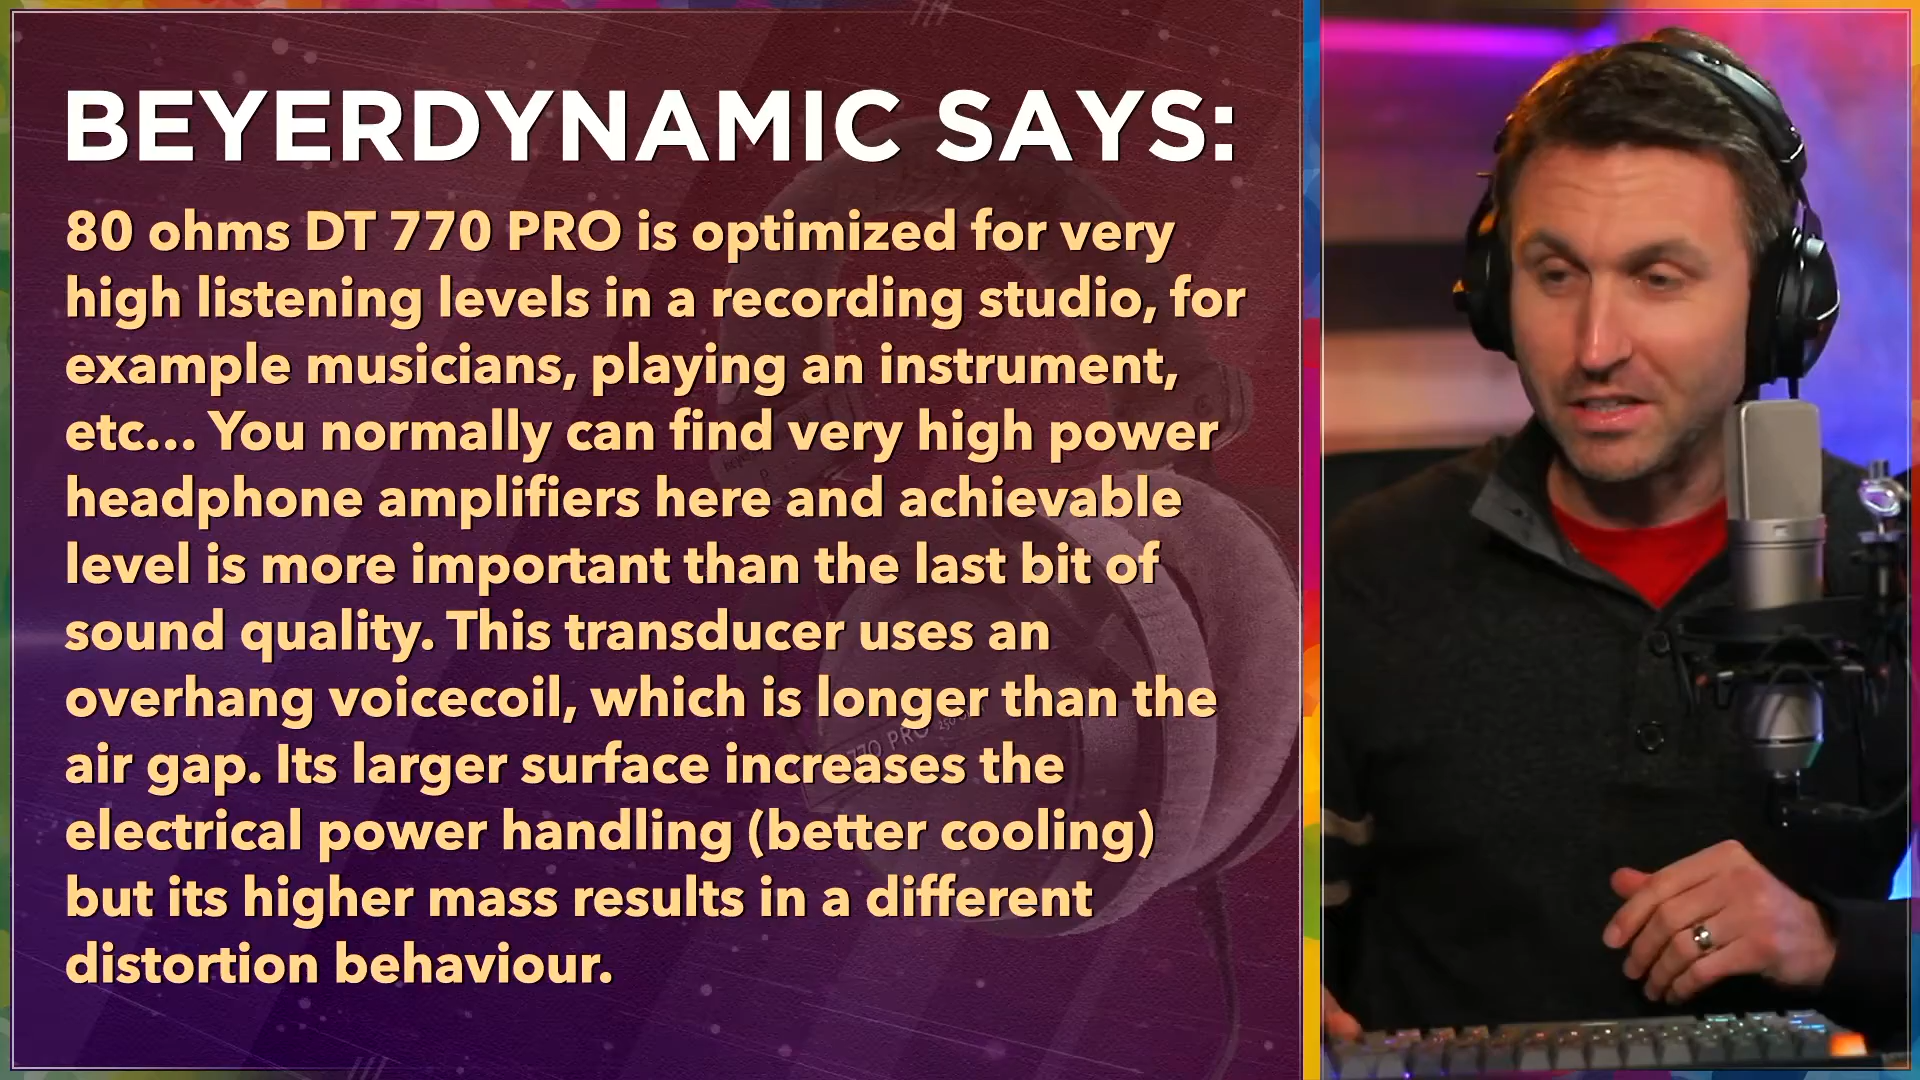 BEYERDYNAMIC SAYS:
80 ohms DT 770 PRO is optimized for very
high listening levels in a recording studio, for
example musicians, playing an instrument,
etc... You normally can find very high power
headphone amplifiers here and achievable
level is more important than the last bit of
sound quality. This transducer uses an
overhang voicecoil, which is longer than the
air gap. Its larger surface increases the
electrical power handling (better cooling)
but its higher mass results in a different
distortion behaviour.
770 PRO 250 OHM